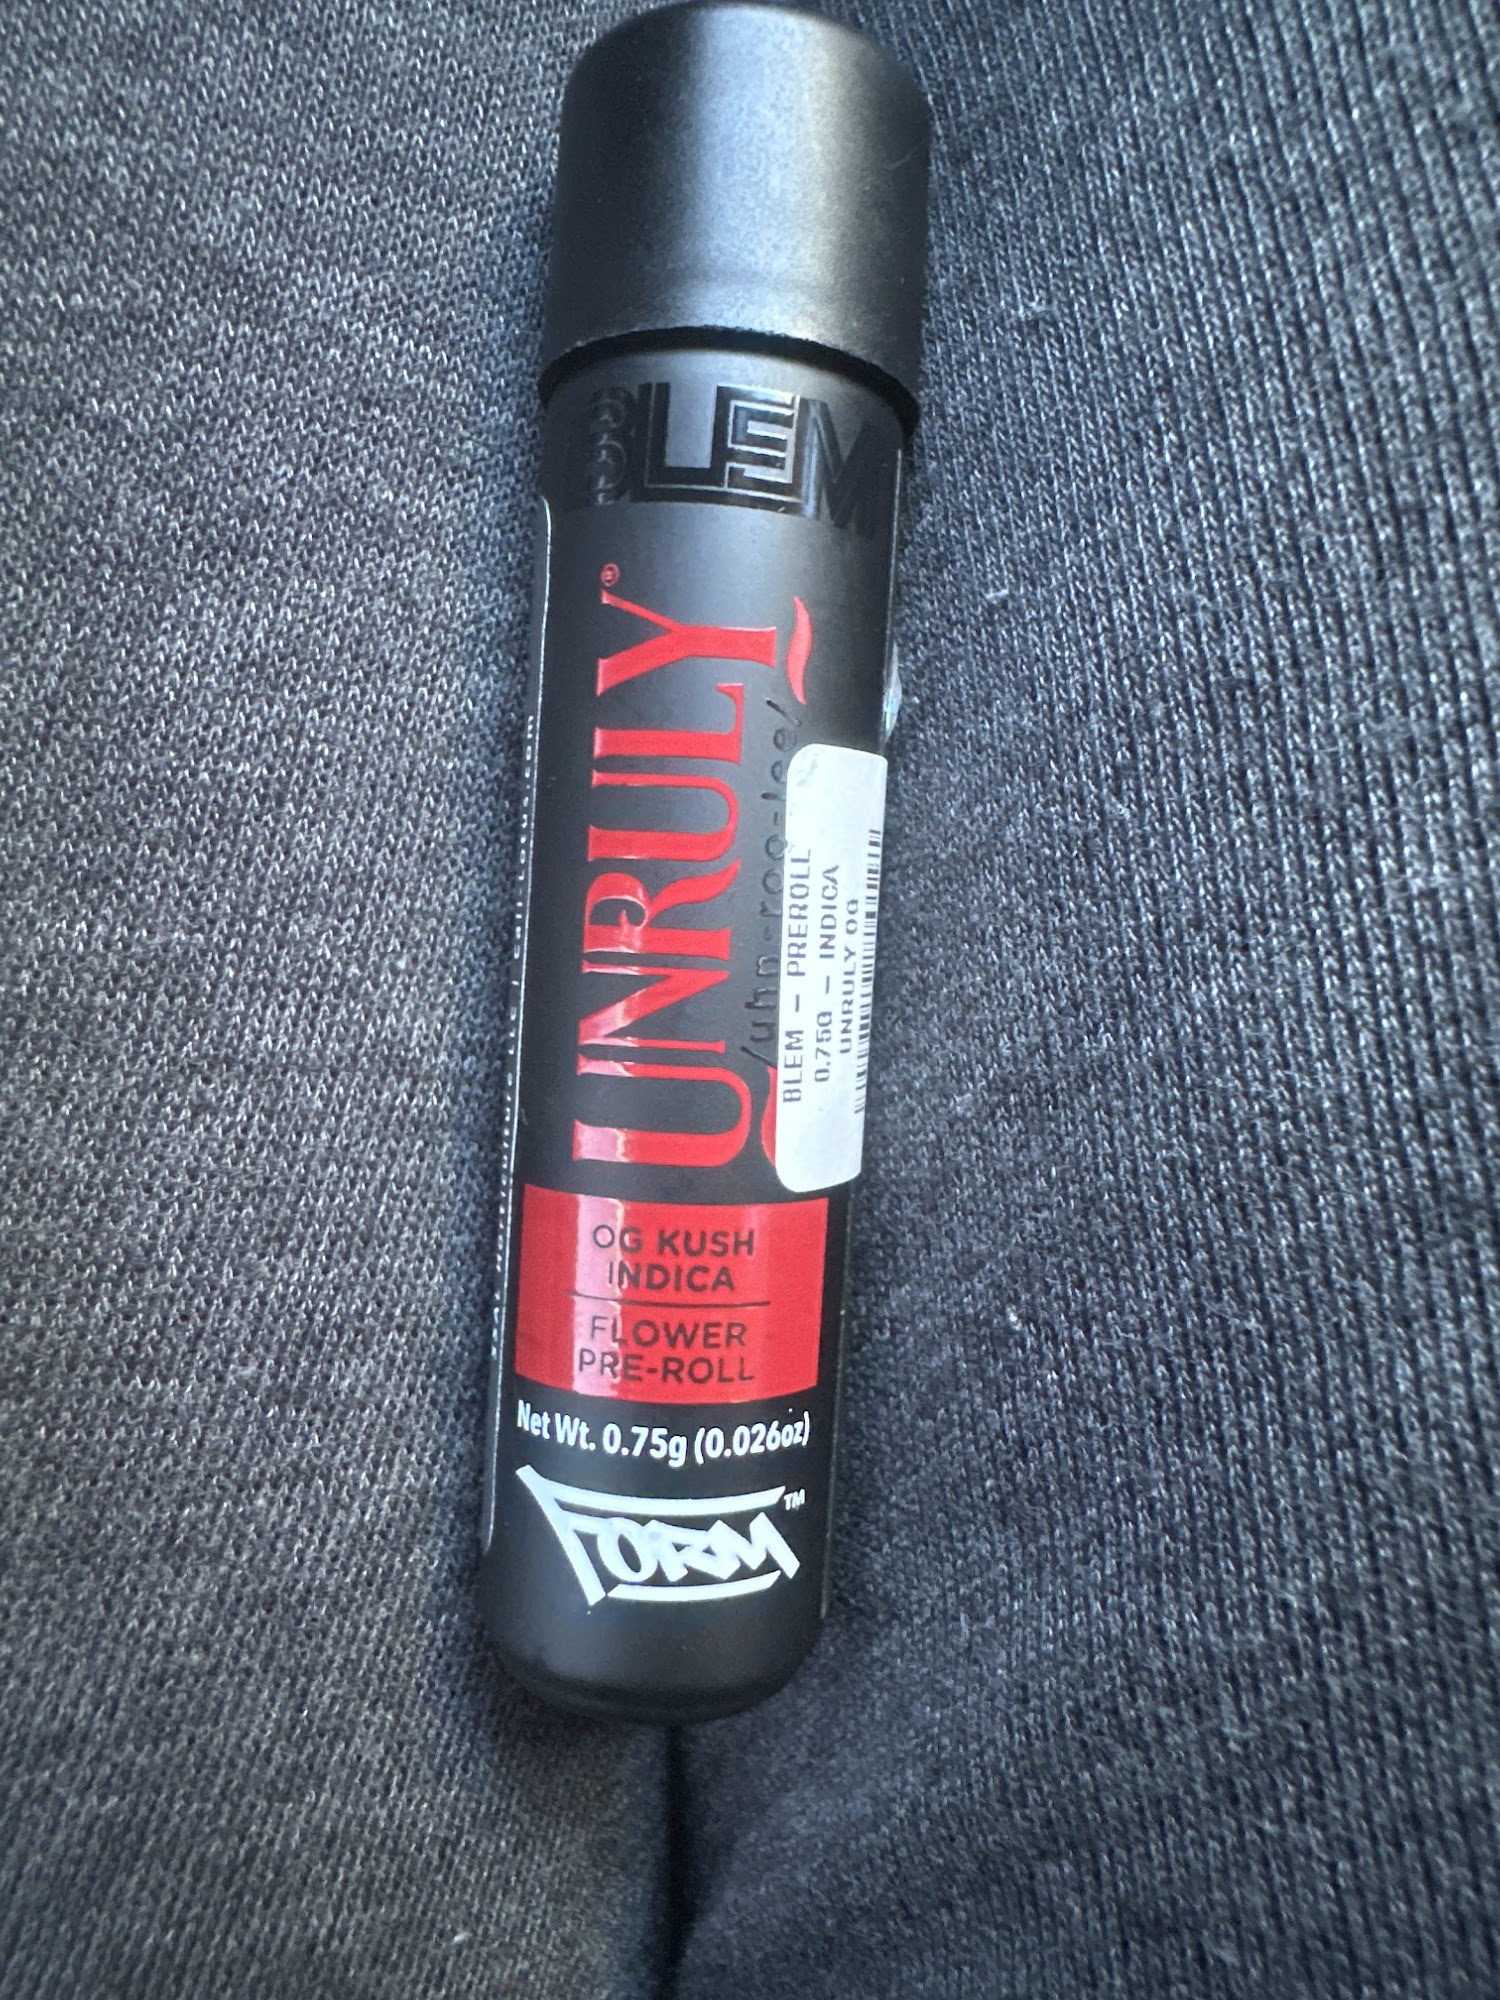 BLEM
UNRULY®
/uhn-roo-lee/
BLEM - PREROLL
0.75G - INDICA
UNRULY OG
OG KUSH
INDICA
FLOWER
PRE-ROLL
Net Wt. 0.75g (0.026oz)
FORM™